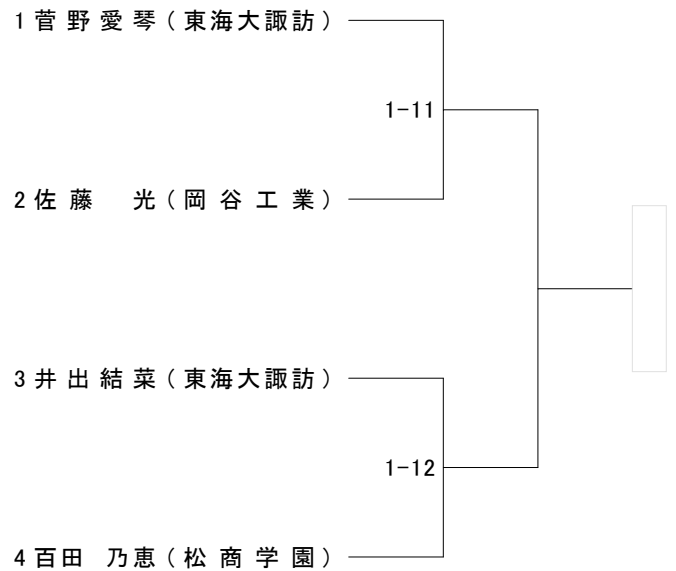 1 菅野愛琴(東海大諏訪)
1-11
2 佐藤 光(岡谷工業)
3 井出結菜(東海大諏訪)
1-12
4 百田 乃恵(松商学園)